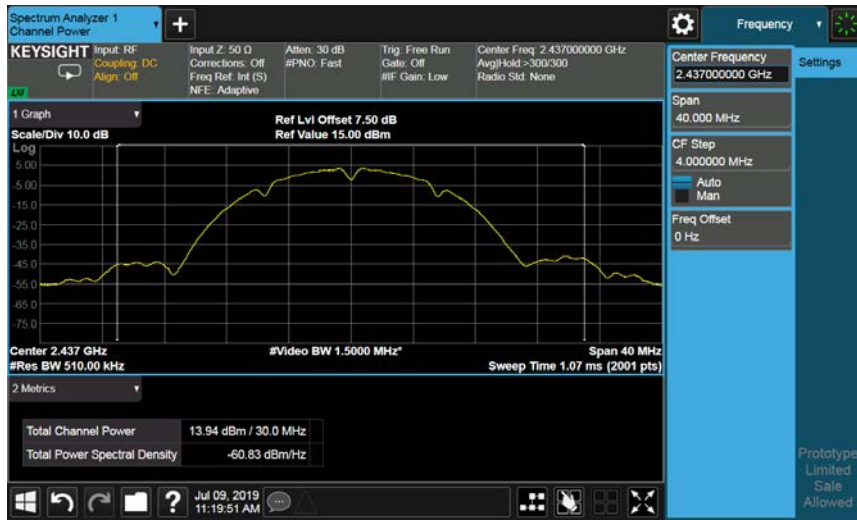 Spectrum Analyzer 1
Channel Power
+
Frequency
KEYSIGHT
Input: RF
Coupling: DC
Align: Off
Input Z: 50 Ω
Corrections: Off
Freq Ref: Int (S)
NFE: Adaptive
Atten: 30 dB
#PNO: Fast
Trig: Free Run
Gate: Off
#IF Gain: Low
Center Freq: 2.437000000 GHz
Avg|Hold:>300/300
Radio Std: None
LXI
Center Frequency
2.437000000 GHz
Settings
Span
40.000 MHz
CF Step
4.000000 MHz
Auto
Man
Freq Offset
0 Hz
1 Graph
Scale/Div 10.0 dB
Ref Lvl Offset 7.50 dB
Ref Value 15.00 dBm
Log
5.00
-5.00
-15.0
-25.0
-35.0
-45.0
-55.0
-65.0
-75.0
Center 2.437 GHz
#Video BW 1.5000 MHz*
Span 40 MHz
#Res BW 510.00 kHz
Sweep Time 1.07 ms (2001 pts)
2 Metrics
Total Channel Power
13.94 dBm / 30.0 MHz
Total Power Spectral Density
-60.83 dBm/Hz
Prototype
Limited
Sale
Allowed
?
Jul 09, 2019
11:19:51 AM